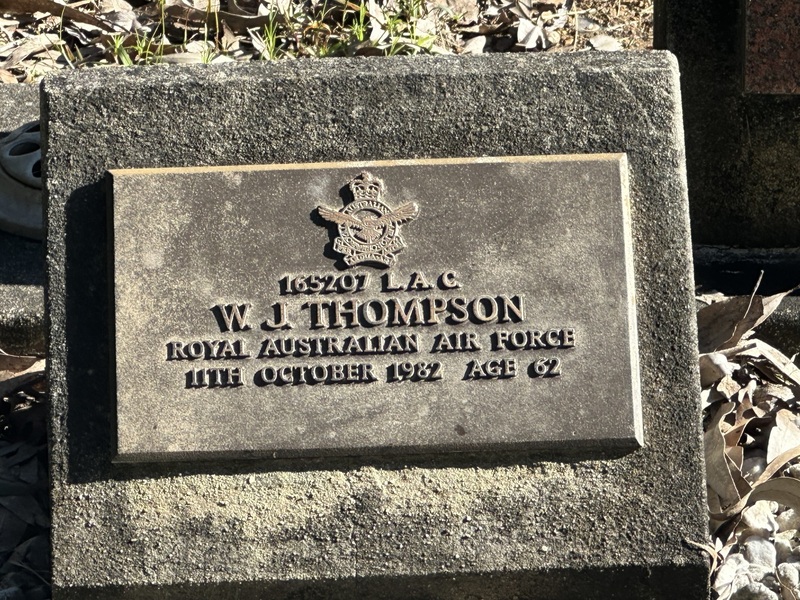 165207 L.A.C.
W. J. THOMPSON
ROYAL AUSTRALIAN AIR FORCE
11TH OCTOBER 1982 AGE 62